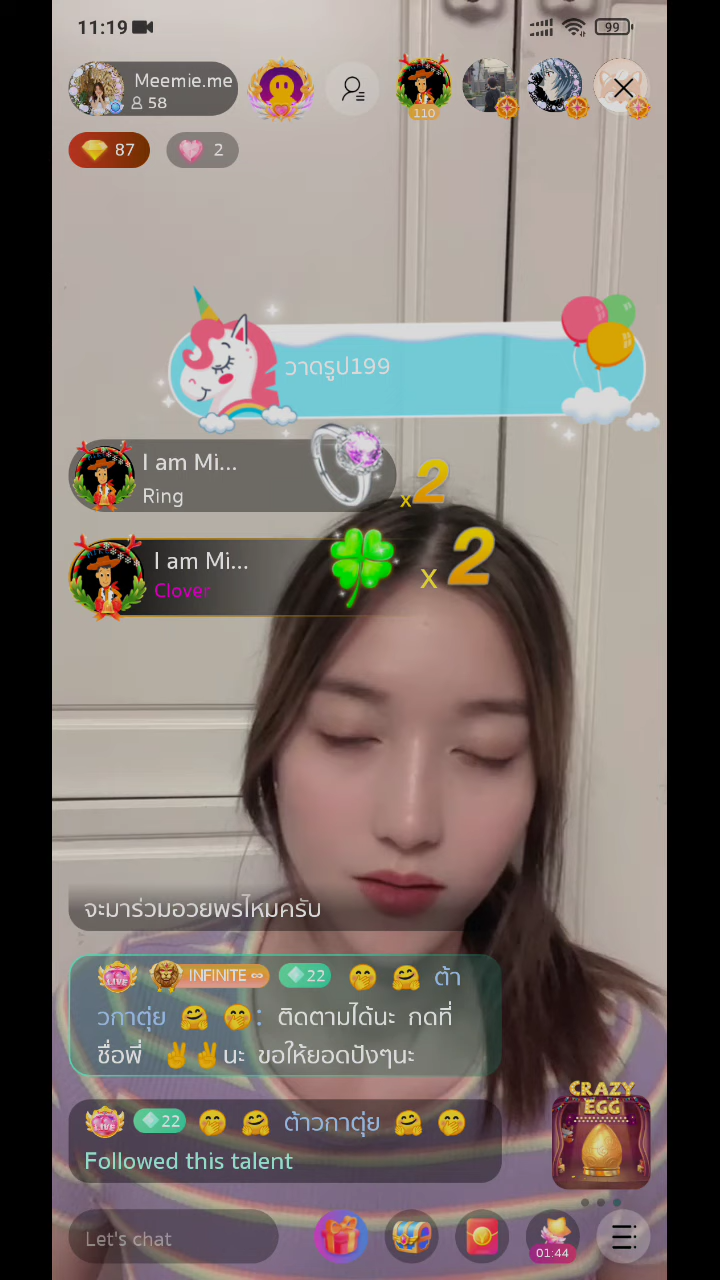 11:19
99
Meemie.me
58
110
87
2
วาดรูป199
I am Mi...
Ring
x2
I am Mi...
Clover
x 2
จะมาร่วมอวยพรไหมครับ
LIVE INFINITE ∞ 22 🤭 🤗 ต้า
วกาตุ่ย 🤗 🤭: ติดตามได้นะ กดที่
ชื่อพี่ ✌✌นะ ขอให้ยอดปังๆนะ
LIVE 22 🤭 🤗 ต้าวกาตุ่ย 🤗 🤭
Followed this talent
CRAZY
EGG
Let's chat
01:44